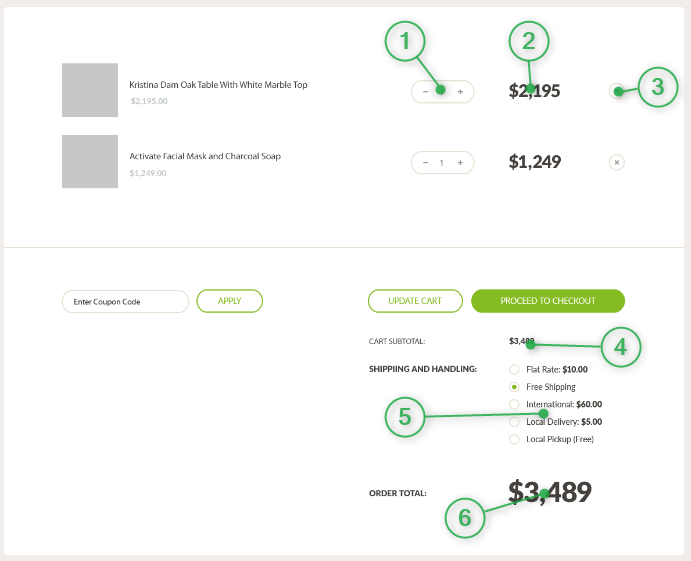 1
2
3
Kristina Dam Oak Table With White Marble Top
$2,195.00
− +
$2,195
Activate Facial Mask and Charcoal Soap
$1,249.00
− 1 +
$1,249
×
Enter Coupon Code
APPLY
UPDATE CART
PROCEED TO CHECKOUT
CART SUBTOTAL:
$3,489
4
SHIPPIING AND HANDLING:
Flat Rate: $10.00
Free Shipping
International: $60.00
5
Local Delivery: $5.00
Local Pickup (Free)
ORDER TOTAL:
$3,489
6